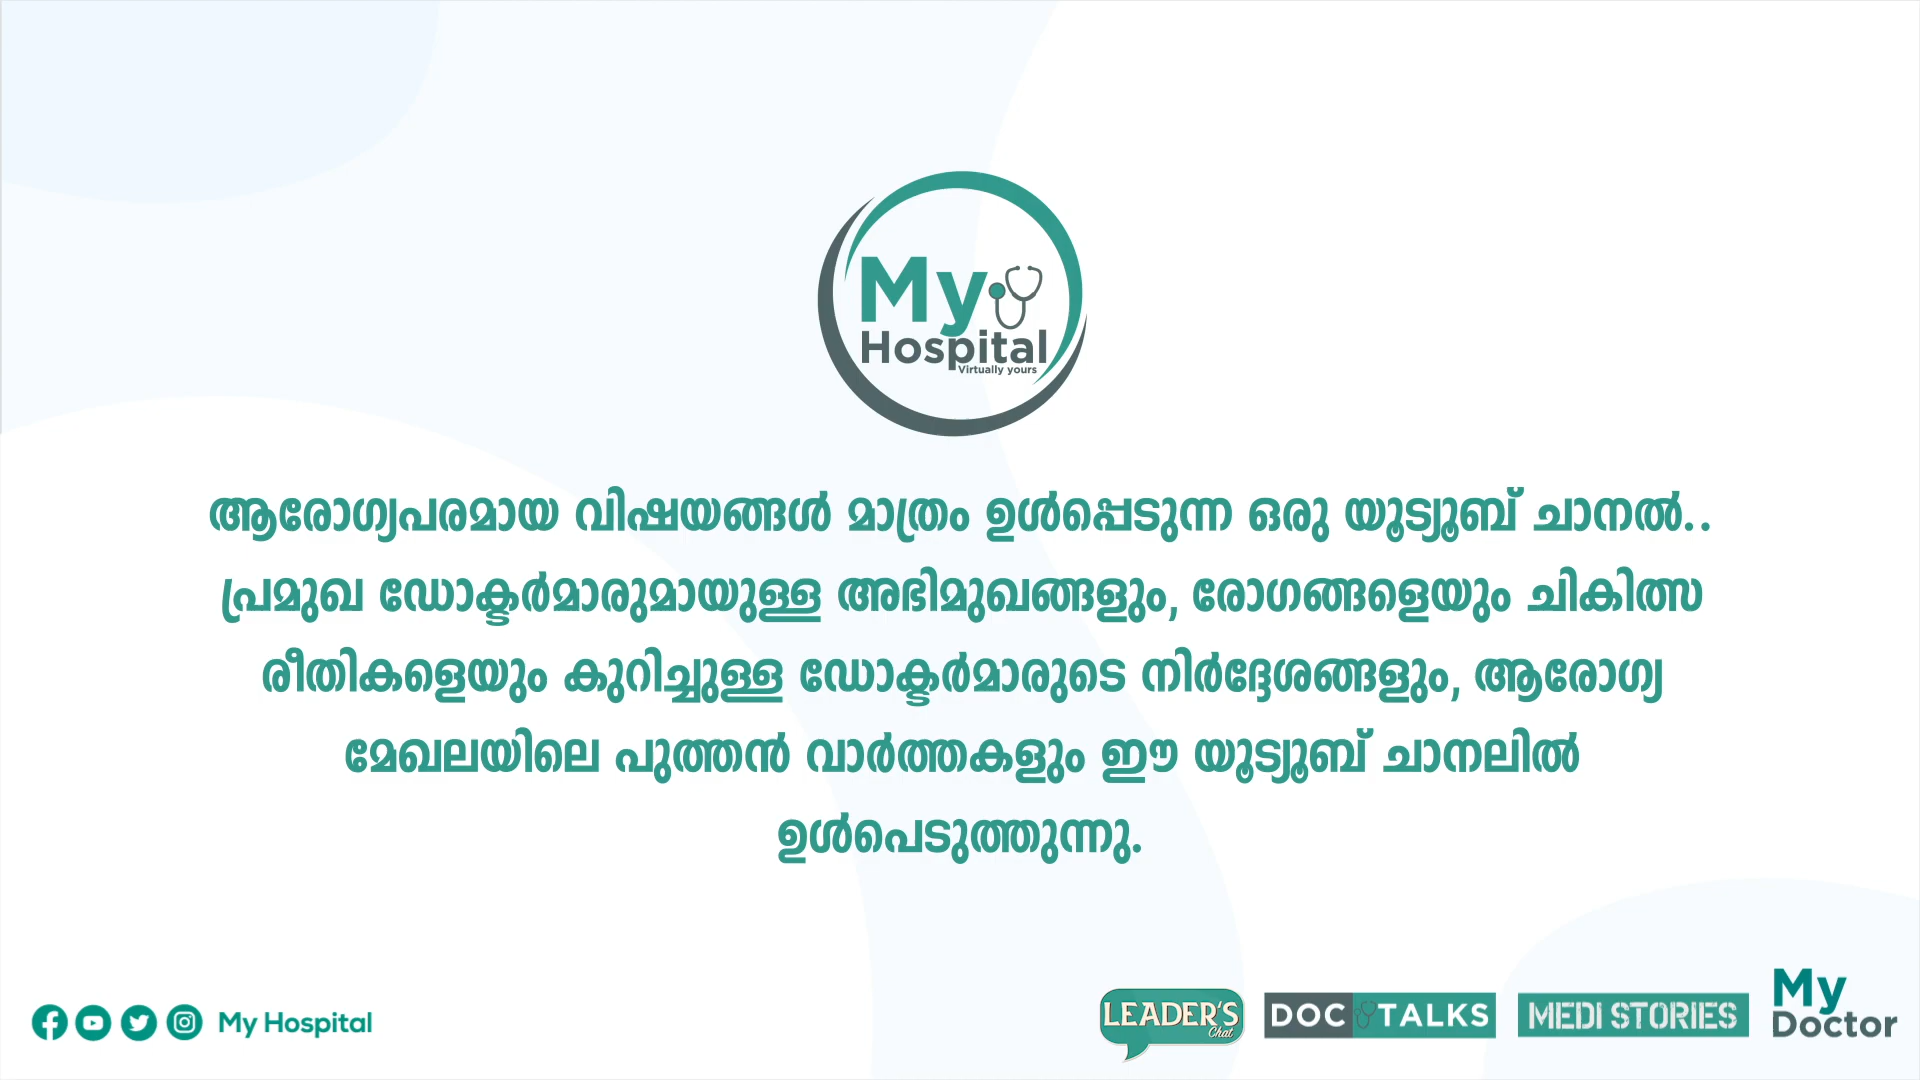 My
Hospital
Virtually yours
ആരോഗ്യപരമായ വിഷയങ്ങൾ മാത്രം ഉൾപ്പെടുന്ന ഒരു യൂട്യൂബ് ചാനൽ..
പ്രമുഖ ഡോക്ടർമാരുമായുള്ള അഭിമുഖങ്ങളും, രോഗങ്ങളെയും ചികിത്സ
രീതികളെയും കുറിച്ചുള്ള ഡോക്ടർമാരുടെ നിർദ്ദേശങ്ങളും, ആരോഗ്യ
മേഖലയിലെ പുത്തൻ വാർത്തകളും ഈ യൂട്യൂബ് ചാനലിൽ
ഉൾപെടുത്തുന്നു.
My Hospital
LEADER'S
Chat
DOC TALKS
MEDI STORIES
My
Doctor